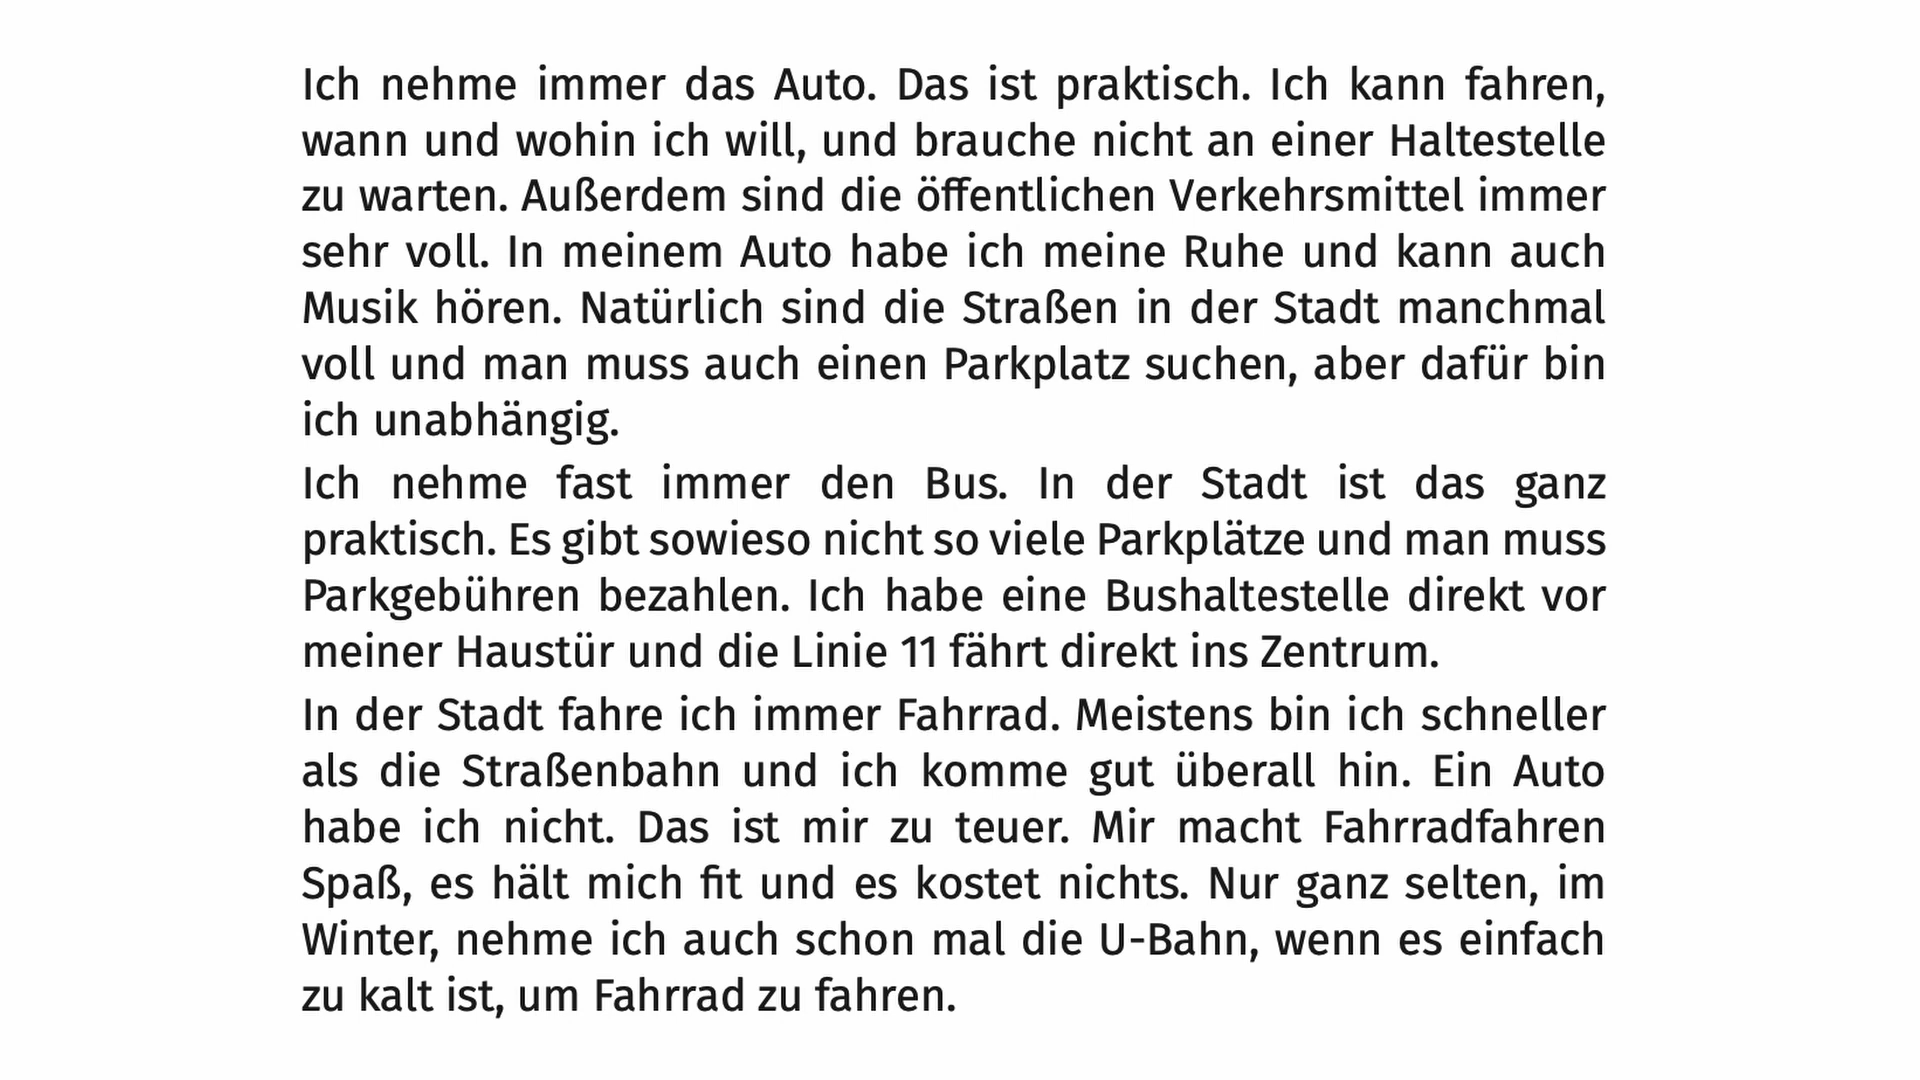 Ich nehme immer das Auto. Das ist praktisch. Ich kann fahren,
wann und wohin ich will, und brauche nicht an einer Haltestelle
zu warten. Außerdem sind die öffentlichen Verkehrsmittel immer
sehr voll. In meinem Auto habe ich meine Ruhe und kann auch
Musik hören. Natürlich sind die Straßen in der Stadt manchmal
voll und man muss auch einen Parkplatz suchen, aber dafür bin
ich unabhängig.
Ich nehme fast immer den Bus. In der Stadt ist das ganz
praktisch. Es gibt sowieso nicht so viele Parkplätze und man muss
Parkgebühren bezahlen. Ich habe eine Bushaltestelle direkt vor
meiner Haustür und die Linie 11 fährt direkt ins Zentrum.
In der Stadt fahre ich immer Fahrrad. Meistens bin ich schneller
als die Straßenbahn und ich komme gut überall hin. Ein Auto
habe ich nicht. Das ist mir zu teuer. Mir macht Fahrradfahren
Spaß, es hält mich fit und es kostet nichts. Nur ganz selten, im
Winter, nehme ich auch schon mal die U-Bahn, wenn es einfach
zu kalt ist, um Fahrrad zu fahren.